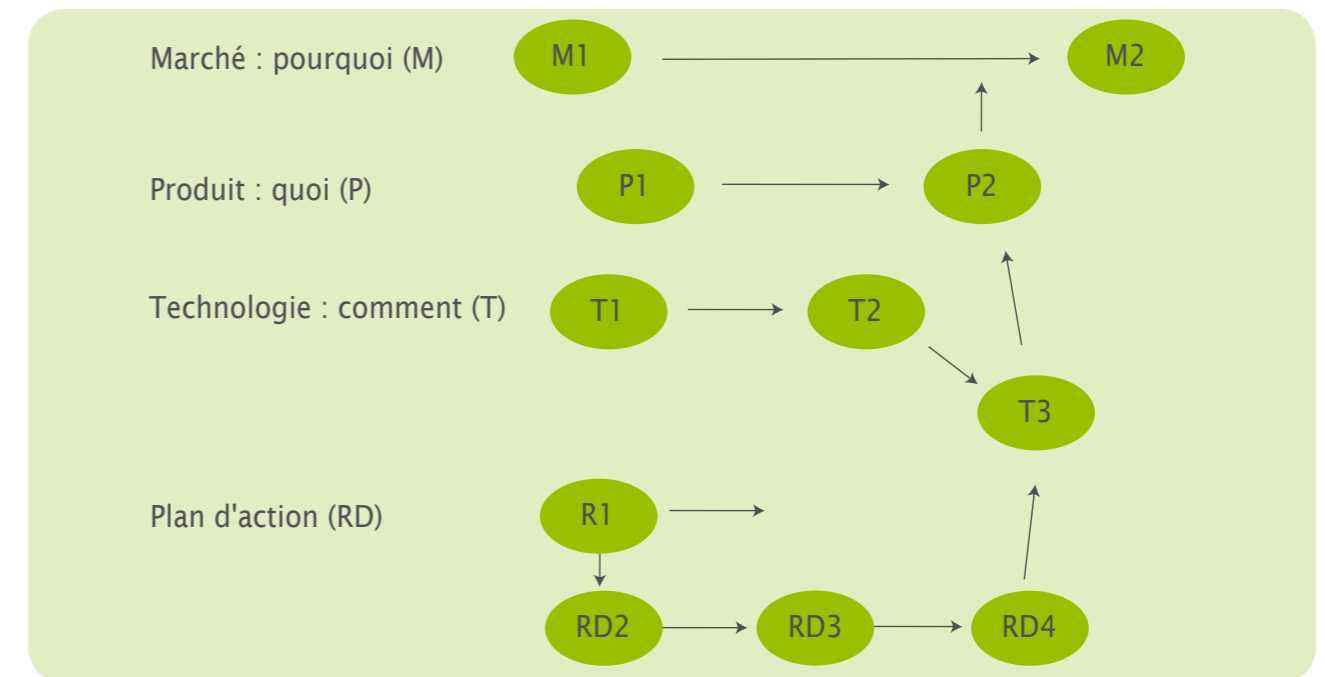 Marché : pourquoi (M) M1 M2
Produit : quoi (P) P1 P2
Technologie : comment (T) T1 T2
T3
Plan d'action (RD) R1
RD2 RD3 RD4